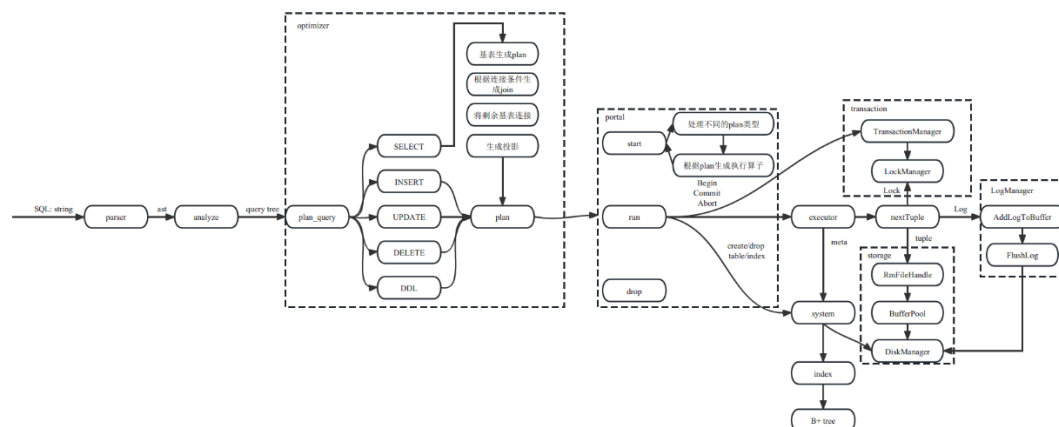 optimizer
基表生成plan
根据连接条件生
成join
将剩余基表连接
生成投影
SELECT
INSERT
UPDATE
DELETE
DDL
SQL: string
parser
ast
analyze
query tree
plan_query
plan
portal
start
处理不同的plan类型
根据plan生成执行算子
Begin
Commit
Abort
run
drop
create/drop
table/index
transaction
TransactionManager
LockManager
Lock
executor
nextTuple
Log
meta
tuple
LogManager
AddLogToBuffer
FlushLog
storage
RmFileHandle
BufferPool
DiskManager
system
index
B+ tree